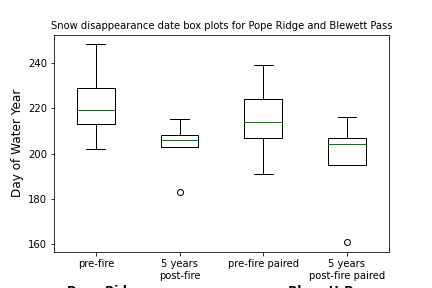 Snow disappearance date box plots for Pope Ridge and Blewett Pass
Day of Water Year
240
220
200
180
160
pre-fire
5 years
post-fire
pre-fire paired
5 years
post-fire paired